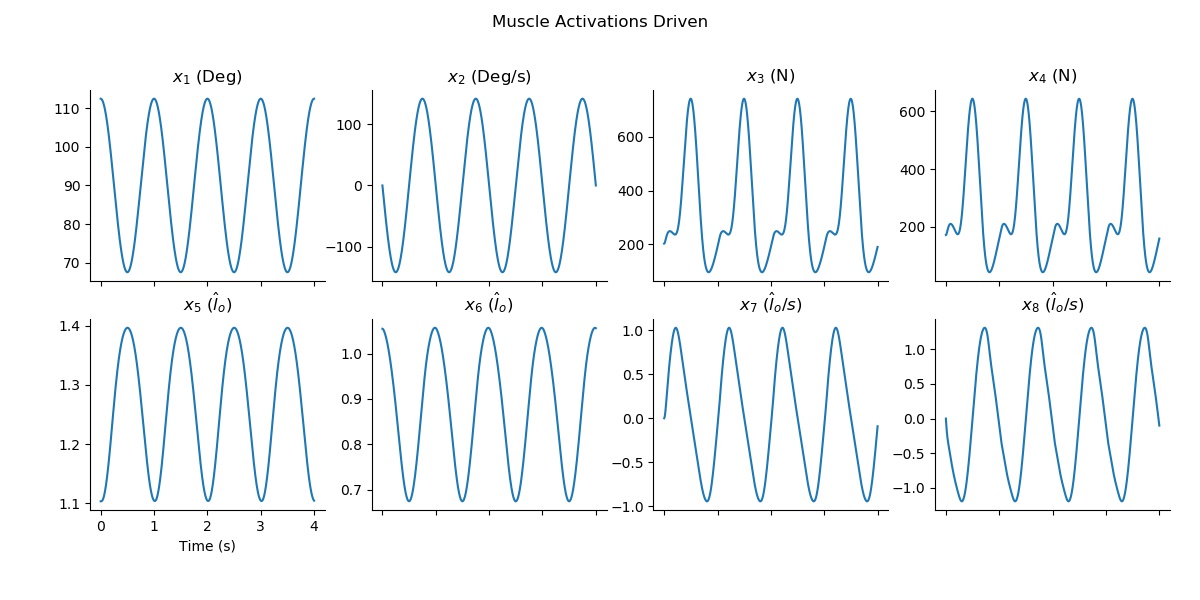 Muscle Activations Driven
x₁ (Deg)
x₂ (Deg/s)
x₃ (N)
x₄ (N)
110
100
90
80
70
100
0
−100
600
400
200
600
400
200
x₅ (l̂ₒ)
x₆ (l̂ₒ)
x₇ (l̂ₒ/s)
x₈ (l̂ₒ/s)
1.4
1.3
1.2
1.1
0 1 2 3 4
Time (s)
1.0
0.9
0.8
0.7
1.0
0.5
0.0
−0.5
−1.0
1.0
0.5
0.0
−0.5
−1.0